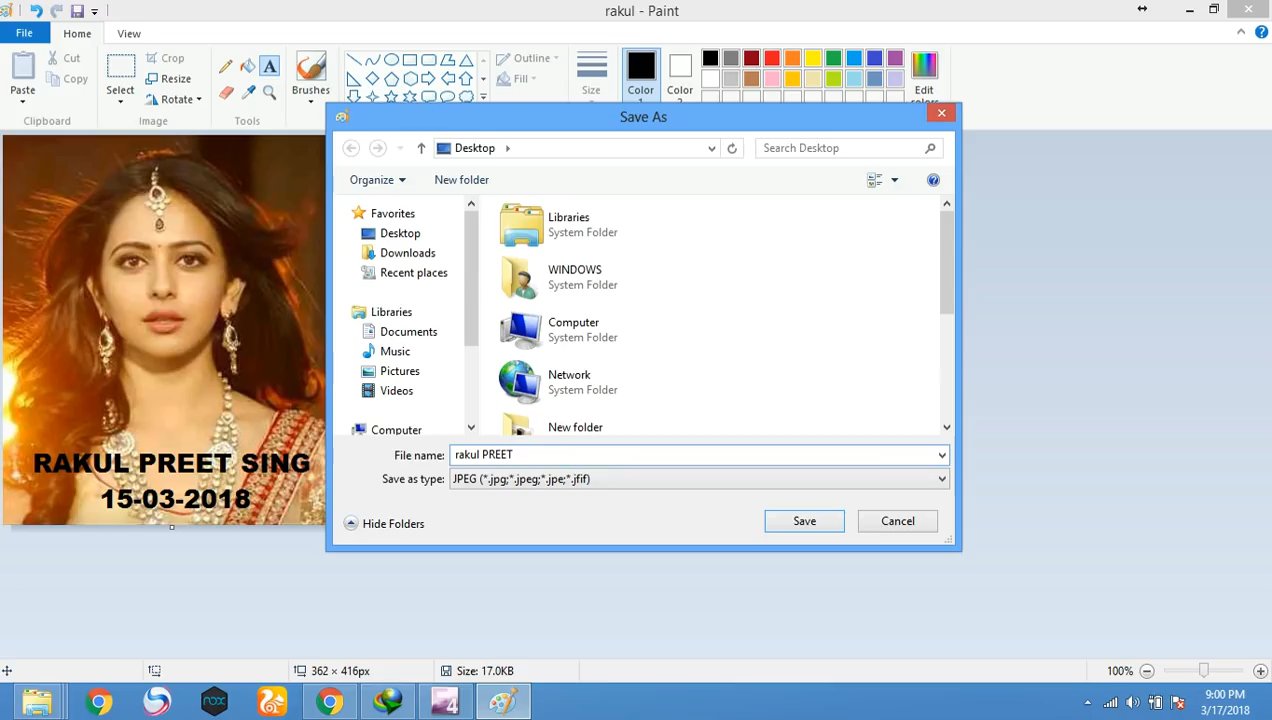 rakul - Paint
File
Home
View
Paste
Cut
Copy
Clipboard
Select
Crop
Resize
Rotate
Image
A
Tools
Brushes
Outline
Fill
Size
Color
1
Color
2
Edit
colors
Save As
Desktop
Search Desktop
Organize
New folder
Favorites
Desktop
Downloads
Recent places
Libraries
Documents
Music
Pictures
Videos
Computer
Libraries
System Folder
WINDOWS
System Folder
Computer
System Folder
Network
System Folder
New folder
File name:
rakul PREET
Save as type:
JPEG (*.jpg;*.jpeg;*.jpe;*.jfif)
Hide Folders
Save
Cancel
RAKUL PREET SING
15-03-2018
362 × 416px
Size: 17.0KB
100%
nox
4
9:00 PM
3/17/2018